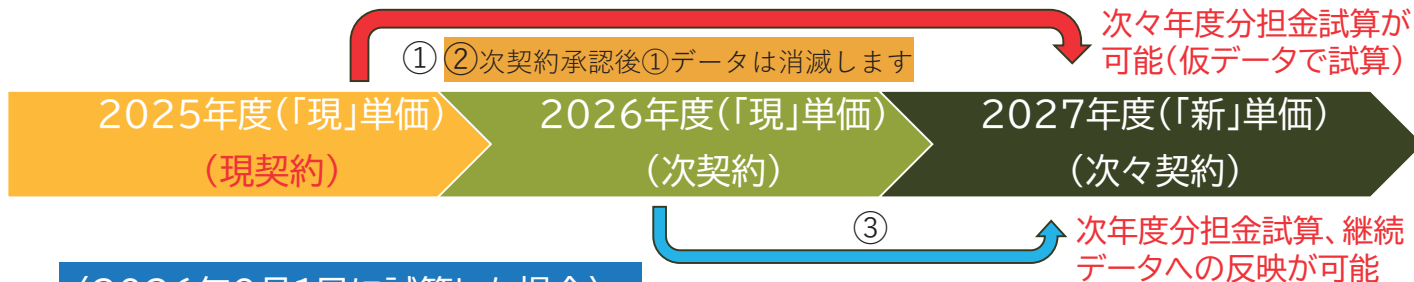 次々年度分担金試算が
可能(仮データで試算)
① ②次契約承認後①データは消滅します
2025年度(「現」単価)
(現契約)
2026年度(「現」単価)
(次契約)
2027年度(「新」単価)
(次々契約)
③
次年度分担金試算、継続
データへの反映が可能